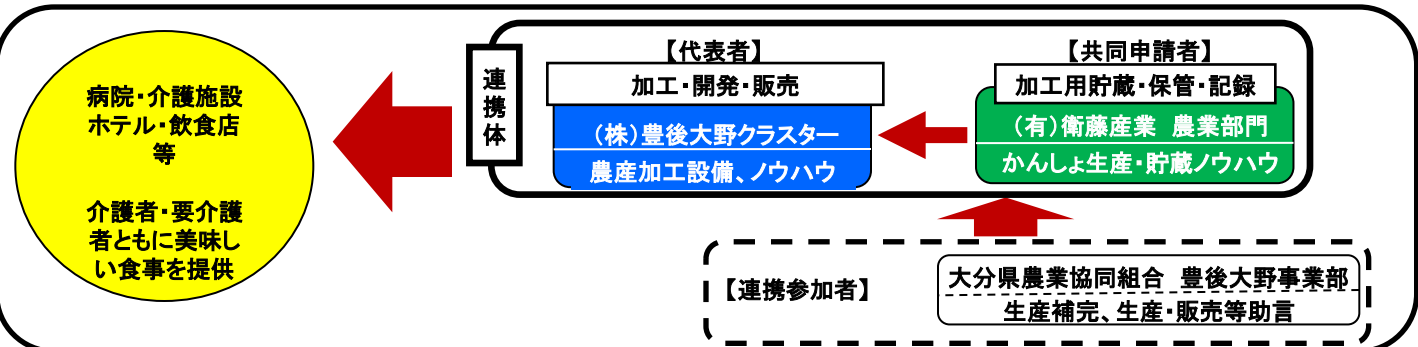 病院・介護施設
ホテル・飲食店
等
介護者・要介護
者ともに美味し
い食事を提供
連携体
【代表者】
加工・開発・販売
（株）豊後大野クラスター
農産加工設備、ノウハウ
【共同申請者】
加工用貯蔵・保管・記録
（有）衛藤産業　農業部門
かんしょ生産・貯蔵ノウハウ
【連携参加者】
大分県農業協同組合　豊後大野事業部
生産補完、生産・販売等助言